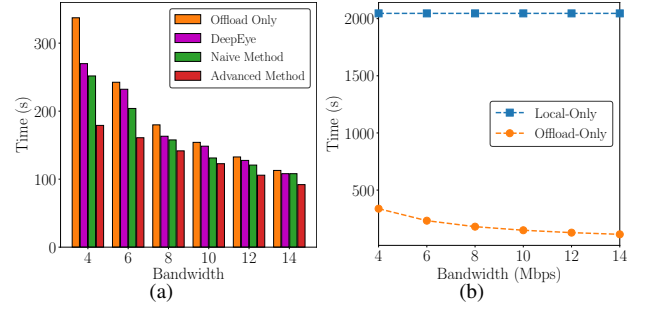 300
200
100
0
Time (s)
Offload Only
DeepEye
Naive Method
Advanced Method
4 6 8 10 12 14
Bandwidth
(a)
2000
1500
1000
500
Time (s)
Local-Only
Offload-Only
4 6 8 10 12 14
Bandwidth (Mbps)
(b)